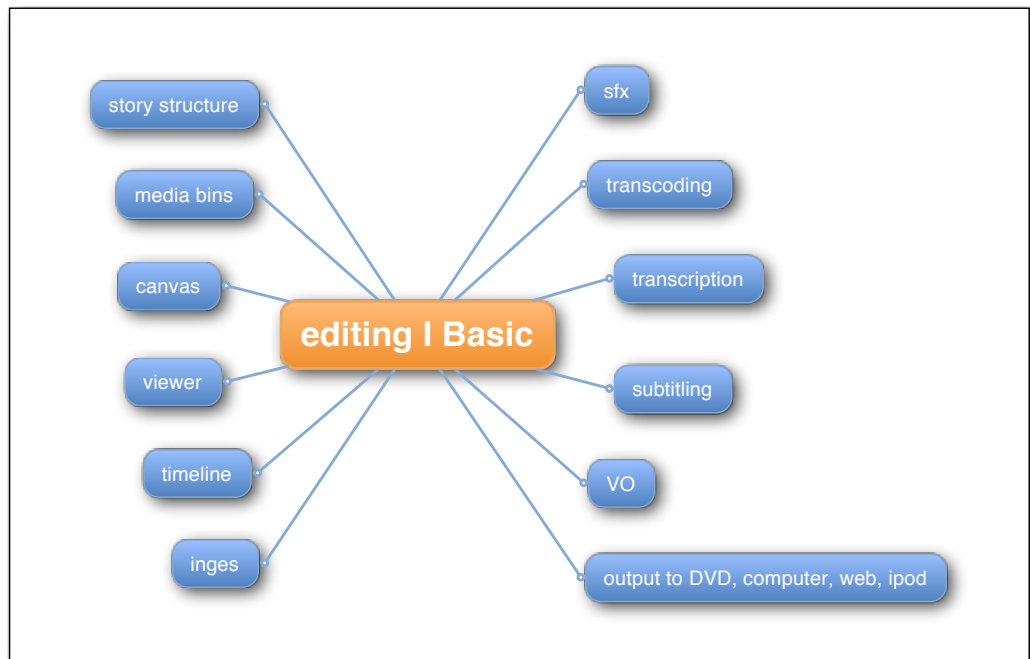 story structure
media bins
canvas
viewer
timeline
inges
editing I Basic
sfx
transcoding
transcription
subtitling
VO
output to DVD, computer, web, ipod